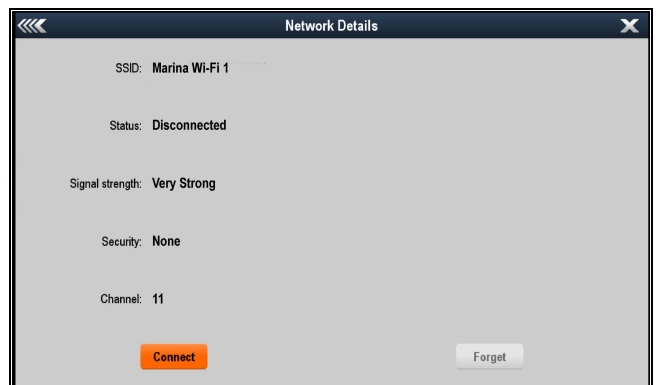 Network Details
SSID: Marina Wi-Fi 1
Status: Disconnected
Signal strength: Very Strong
Security: None
Channel: 11
Connect Forget